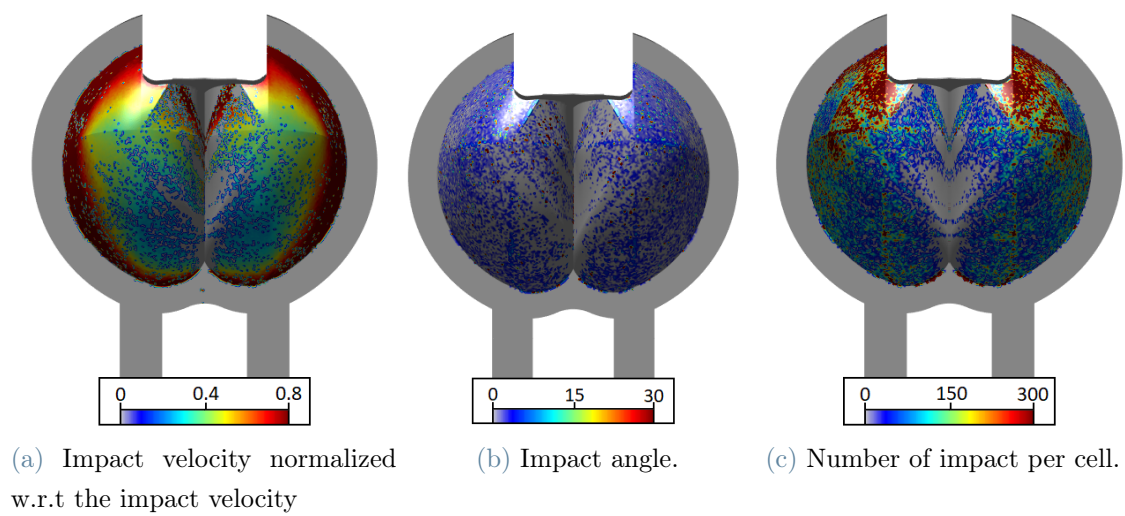 0 0.4 0.8
0 15 30
0 150 300
(a) Impact velocity normalized
w.r.t the impact velocity
(b) Impact angle.
(c) Number of impact per cell.